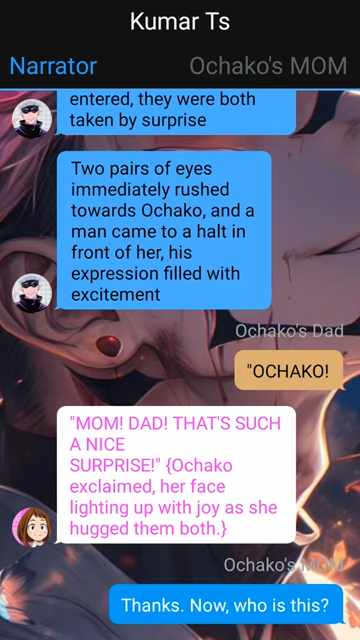 Kumar Ts
Narrator
Ochako's MOM
entered, they were both
taken by surprise
Two pairs of eyes
immediately rushed
towards Ochako, and a
man came to a halt in
front of her, his
expression filled with
excitement
Ochako's Dad
"OCHAKO!
"MOM! DAD! THAT'S SUCH
A NICE
SURPRISE!" {Ochako
exclaimed, her face
lighting up with joy as she
hugged them both.}
Ochako's MOM
Thanks. Now, who is this?